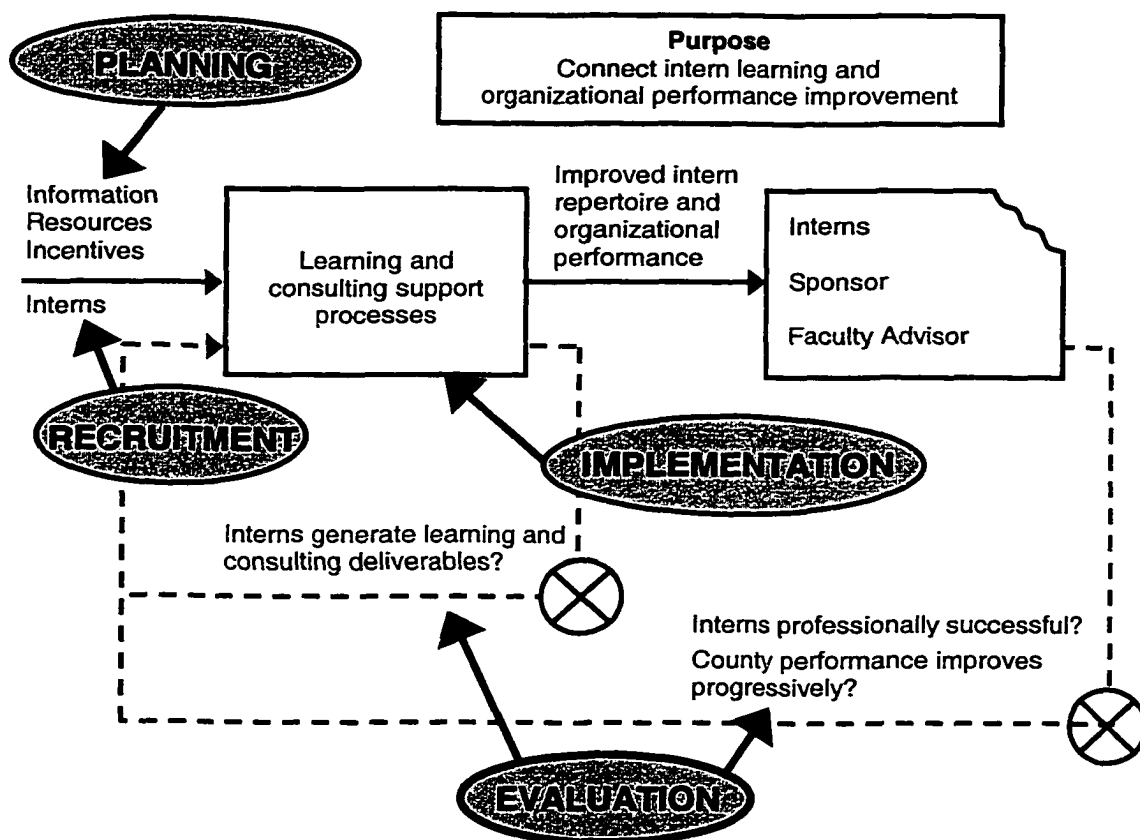 PLANNING
Purpose
Connect intern learning and
organizational performance improvement
Information
Resources
Incentives
Interns
Learning and
consulting support
processes
Improved intern
repertoire and
organizational
performance
Interns
Sponsor
Faculty Advisor
RECRUITMENT
IMPLEMENTATION
Interns generate learning and
consulting deliverables?
Interns professionally successful?
County performance improves
progressively?
EVALUATION